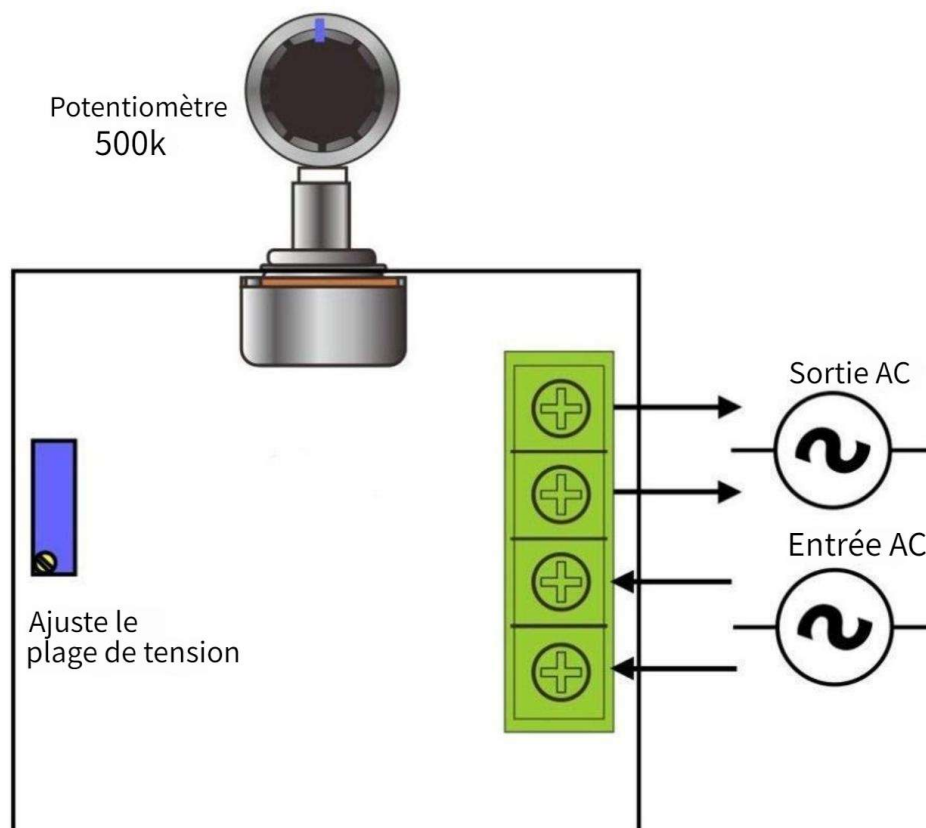 Potentiomètre
500k
Sortie AC
Entrée AC
Ajuste le
plage de tension